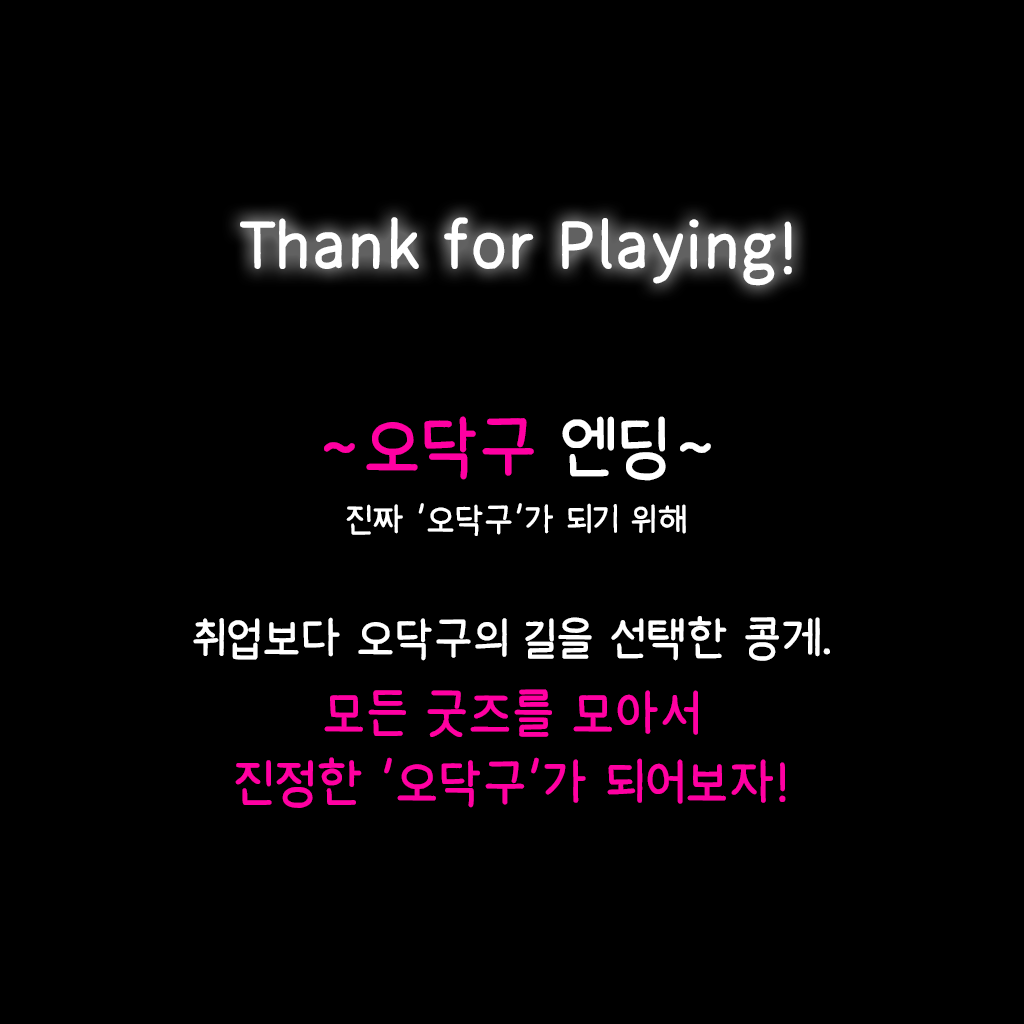 Thank for Playing!
~오닥구 엔딩~
진짜 '오닥구'가 되기 위해
취업보다 오닥구의 길을 선택한 콩게.
모든 굿즈를 모아서
진정한 '오닥구'가 되어보자!